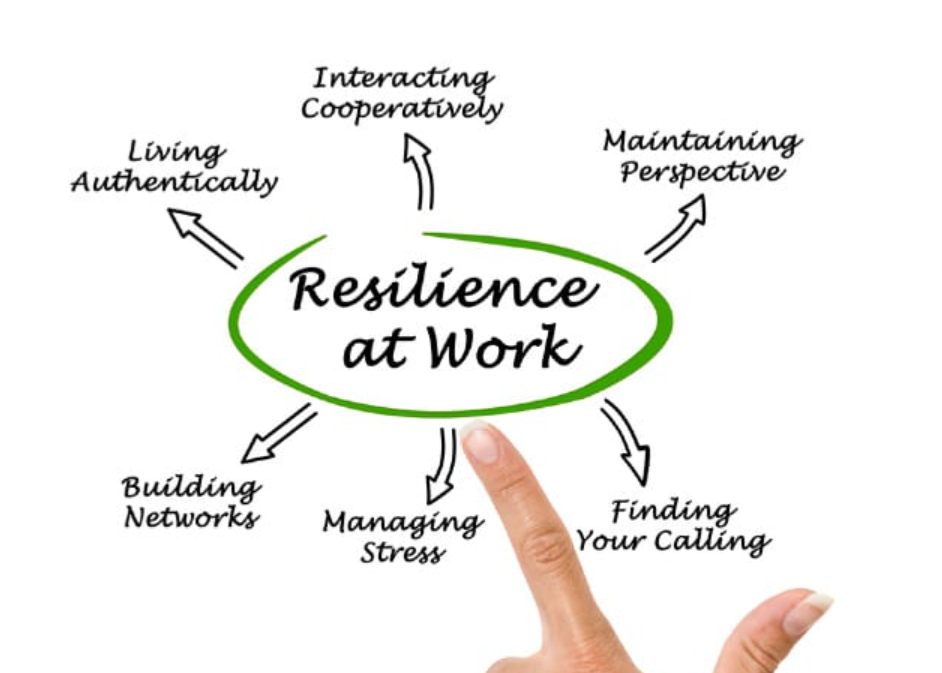 Interacting
Cooperatively
Living
Authentically
Maintaining
Perspective
Resilience
at Work
Building
Networks
Managing
Stress
Finding
Your Calling